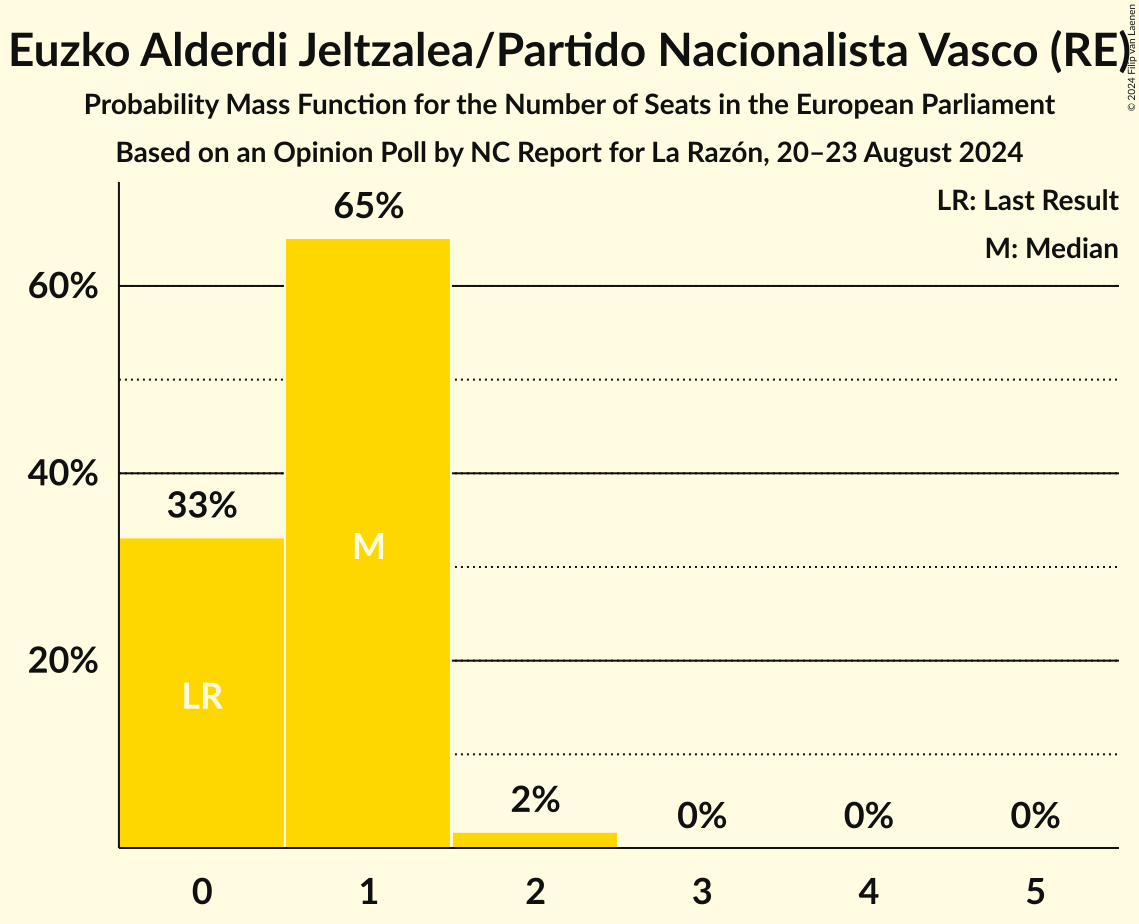 Euzko Alderdi Jeltzalea/Partido Nacionalista Vasco (RE)
© 2024 Filip van Laenen
Probability Mass Function for the Number of Seats in the European Parliament
Based on an Opinion Poll by NC Report for La Razón, 20–23 August 2024
LR: Last Result
M: Median
65%
60%
40%
33%
M
20%
LR
2%
0%
0%
0%
0
1
2
3
4
5